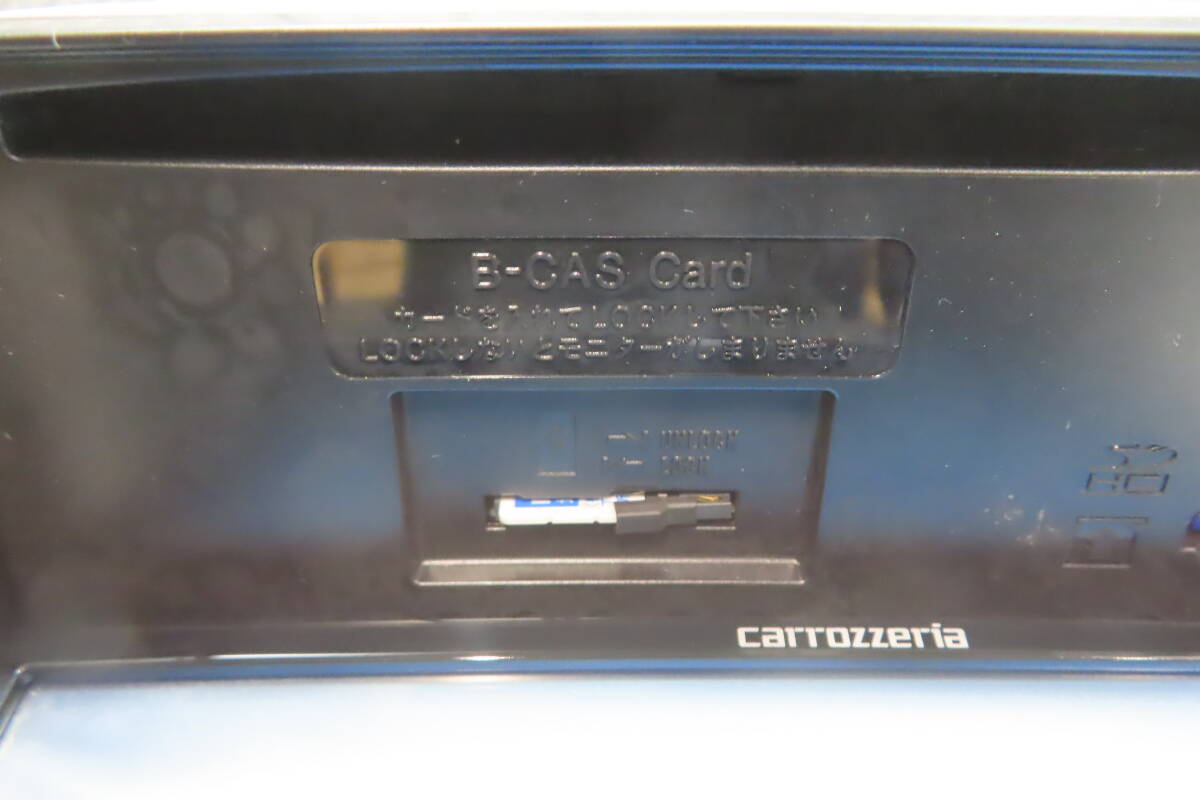 B-CAS Card
カードを入れてLOCKして下さい
LOCKしないとモニターがしまりません
UNLOCK
LOCK
SD
carrozzeria